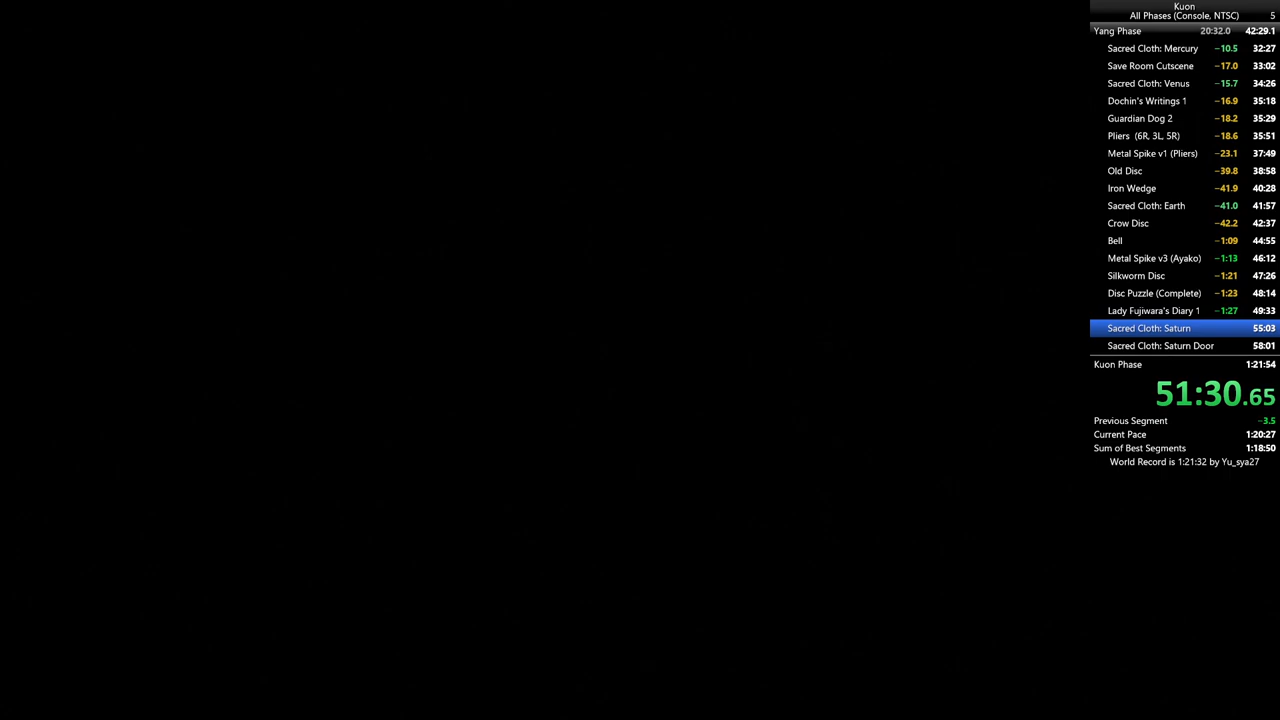 Kuon
All Phases (Console, NTSC) 5
Yang Phase 20:32.0 42:29.1
Sacred Cloth: Mercury −10.5 32:27
Save Room Cutscene −17.0 33:02
Sacred Cloth: Venus −15.7 34:26
Dochin's Writings 1 −16.9 35:18
Guardian Dog 2 −18.2 35:29
Pliers (6R, 3L, 5R) −18.6 35:51
Metal Spike v1 (Pliers) −23.1 37:49
Old Disc −39.8 38:58
Iron Wedge −41.9 40:28
Sacred Cloth: Earth −41.0 41:57
Crow Disc −42.2 42:37
Bell −1:09 44:55
Metal Spike v3 (Ayako) −1:13 46:12
Silkworm Disc −1:21 47:26
Disc Puzzle (Complete) −1:23 48:14
Lady Fujiwara's Diary 1 −1:27 49:33
Sacred Cloth: Saturn 55:03
Sacred Cloth: Saturn Door 58:01
Kuon Phase 1:21:54
51:30.65
Previous Segment −3.5
Current Pace 1:20:27
Sum of Best Segments 1:18:50
World Record is 1:21:32 by Yu_sya27